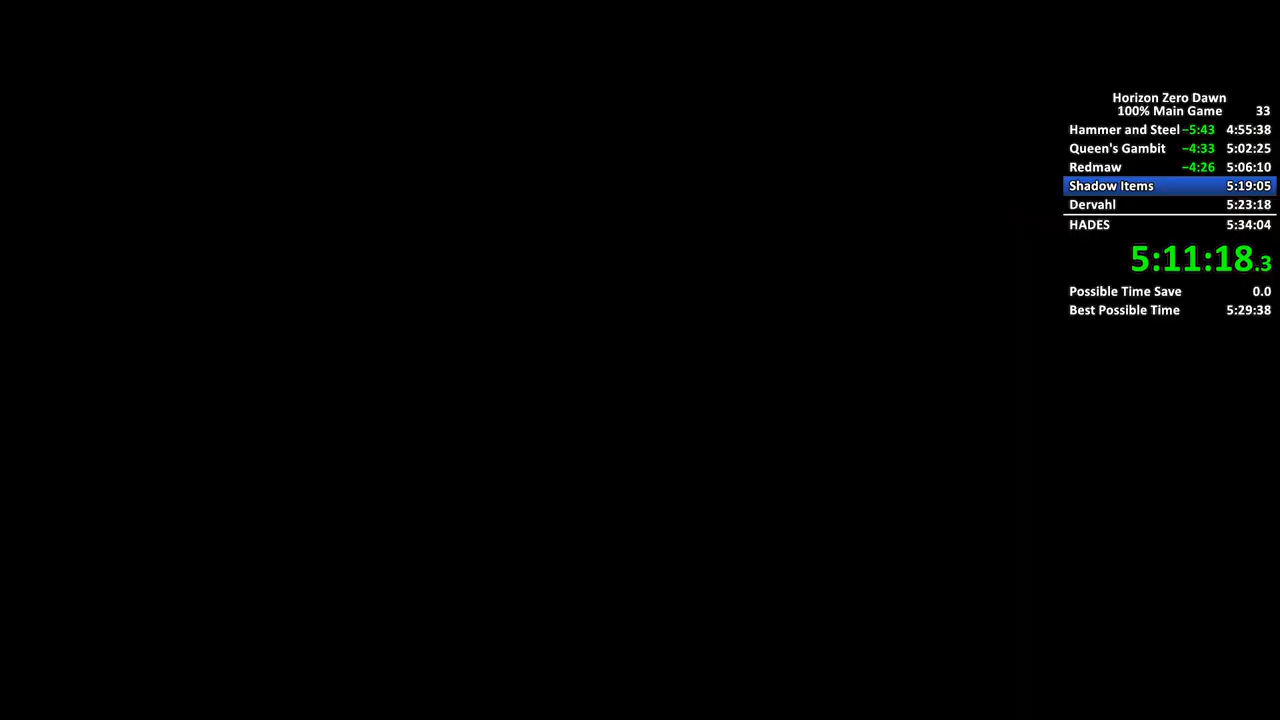 Horizon Zero Dawn
100% Main Game 33
Hammer and Steel −5:43 4:55:38
Queen's Gambit −4:33 5:02:25
Redmaw −4:26 5:06:10
Shadow Items 5:19:05
Dervahl 5:23:18
HADES 5:34:04
5:11:18.3
Possible Time Save 0.0
Best Possible Time 5:29:38